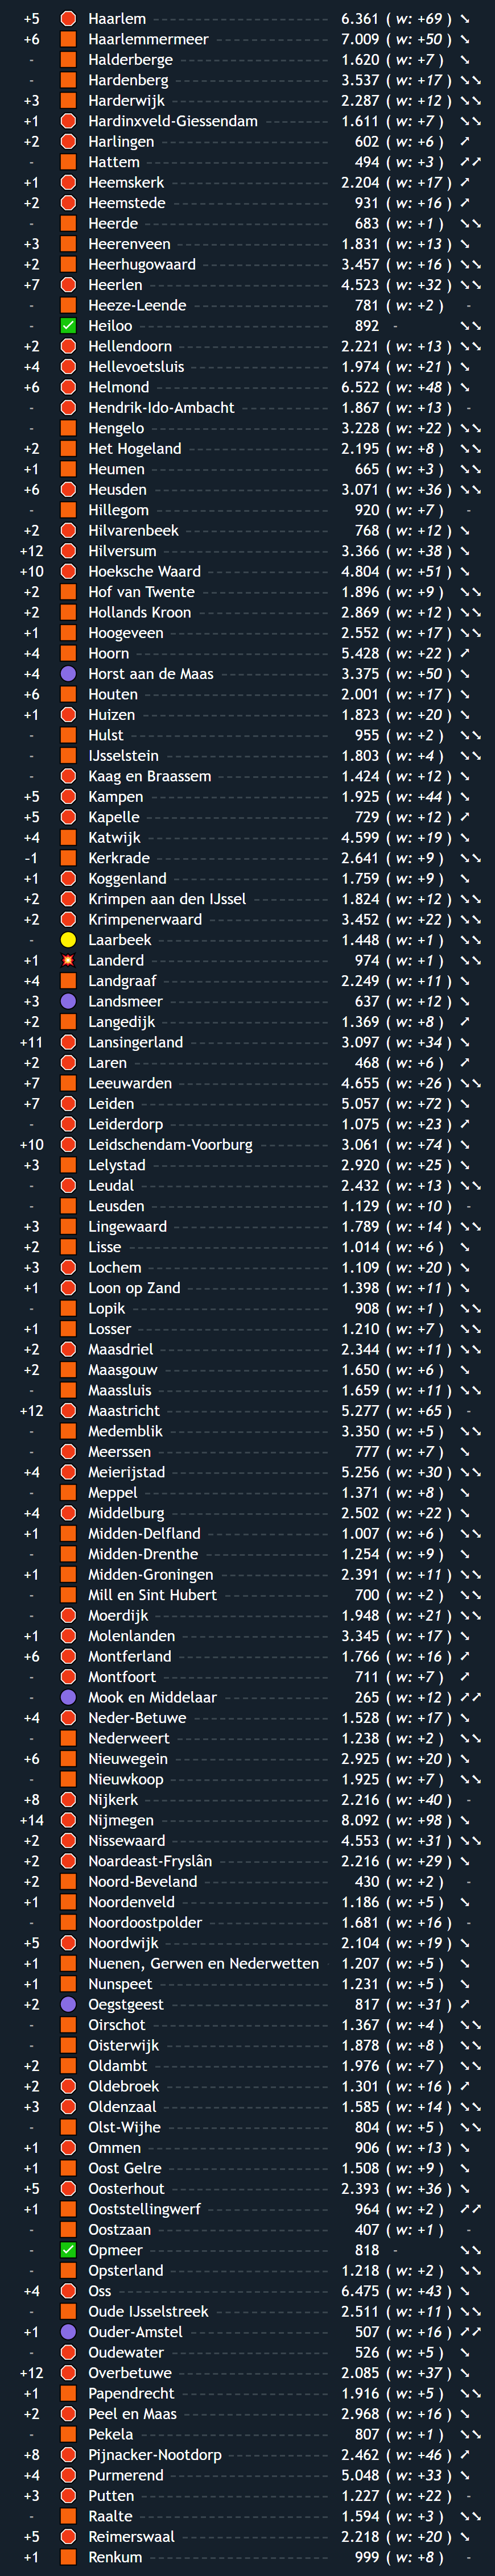 +5 Haarlem 6.361 ( w: +69 ) ➘
+6 Haarlemmermeer 7.009 ( w: +50 ) ➘
- Halderberge 1.620 ( w: +7 ) ➘
- Hardenberg 3.537 ( w: +17 ) ➘➘
+3 Harderwijk 2.287 ( w: +12 ) ➘➘
+1 Hardinxveld-Giessendam 1.611 ( w: +7 ) ➘➘
+2 Harlingen 602 ( w: +6 ) ➚
- Hattem 494 ( w: +3 ) ➚➚
+1 Heemskerk 2.204 ( w: +17 ) ➚
+2 Heemstede 931 ( w: +16 ) ➚
- Heerde 683 ( w: +1 ) ➘➘
+3 Heerenveen 1.831 ( w: +13 ) ➘
+2 Heerhugowaard 3.457 ( w: +16 ) ➘➘
+7 Heerlen 4.523 ( w: +32 ) ➘➘
- Heeze-Leende 781 ( w: +2 ) -
- Heiloo 892 - ➘➘
+2 Hellendoorn 2.221 ( w: +13 ) ➘➘
+4 Hellevoetsluis 1.974 ( w: +21 ) ➘
+6 Helmond 6.522 ( w: +48 ) ➘
- Hendrik-Ido-Ambacht 1.867 ( w: +13 ) -
- Hengelo 3.228 ( w: +22 ) ➘➘
+2 Het Hogeland 2.195 ( w: +8 ) ➘➘
+1 Heumen 665 ( w: +3 ) ➘➘
+6 Heusden 3.071 ( w: +36 ) ➘➘
- Hillegom 920 ( w: +7 ) -
+2 Hilvarenbeek 768 ( w: +12 ) ➘
+12 Hilversum 3.366 ( w: +38 ) ➘
+10 Hoeksche Waard 4.804 ( w: +51 ) ➘
+2 Hof van Twente 1.896 ( w: +9 ) ➘➘
+2 Hollands Kroon 2.869 ( w: +12 ) ➘➘
+1 Hoogeveen 2.552 ( w: +17 ) ➘➘
+4 Hoorn 5.428 ( w: +22 ) ➚
+4 Horst aan de Maas 3.375 ( w: +50 ) ➘
+6 Houten 2.001 ( w: +17 ) ➘
+1 Huizen 1.823 ( w: +20 ) ➘
- Hulst 955 ( w: +2 ) ➘➘
- IJsselstein 1.803 ( w: +4 ) ➘➘
- Kaag en Braassem 1.424 ( w: +12 ) ➘
+5 Kampen 1.925 ( w: +44 ) ➘
+5 Kapelle 729 ( w: +12 ) ➚
+4 Katwijk 4.599 ( w: +19 ) ➘
-1 Kerkrade 2.641 ( w: +9 ) ➘➘
+1 Koggenland 1.759 ( w: +9 ) ➘
+2 Krimpen aan den IJssel 1.824 ( w: +12 ) ➘➘
+2 Krimpenerwaard 3.452 ( w: +22 ) ➘➘
- Laarbeek 1.448 ( w: +1 ) ➘➘
+1 Landerd 974 ( w: +1 ) ➘➘
+4 Landgraaf 2.249 ( w: +11 ) ➘
+3 Landsmeer 637 ( w: +12 ) ➘
+2 Langedijk 1.369 ( w: +8 ) ➚
+11 Lansingerland 3.097 ( w: +34 ) ➘
+2 Laren 468 ( w: +6 ) ➚
+7 Leeuwarden 4.655 ( w: +26 ) ➘➘
+7 Leiden 5.057 ( w: +72 ) ➘
- Leiderdorp 1.075 ( w: +23 ) ➚
+10 Leidschendam-Voorburg 3.061 ( w: +74 ) ➘
+3 Lelystad 2.920 ( w: +25 ) ➘
- Leudal 2.432 ( w: +13 ) ➘➘
- Leusden 1.129 ( w: +10 ) -
+3 Lingewaard 1.789 ( w: +14 ) ➘➘
+2 Lisse 1.014 ( w: +6 ) ➘
+3 Lochem 1.109 ( w: +20 ) ➘
+1 Loon op Zand 1.398 ( w: +11 ) ➘
- Lopik 908 ( w: +1 ) ➘➘
+1 Losser 1.210 ( w: +7 ) ➘➘
+2 Maasdriel 2.344 ( w: +11 ) ➘➘
+2 Maasgouw 1.650 ( w: +6 ) ➘
- Maassluis 1.659 ( w: +11 ) ➘➘
+12 Maastricht 5.277 ( w: +65 ) -
- Medemblik 3.350 ( w: +5 ) ➘➘
- Meerssen 777 ( w: +7 ) ➘
+4 Meierijstad 5.256 ( w: +30 ) ➘➘
- Meppel 1.371 ( w: +8 ) ➘
+4 Middelburg 2.502 ( w: +22 ) ➘
+1 Midden-Delfland 1.007 ( w: +6 ) ➘➘
- Midden-Drenthe 1.254 ( w: +9 ) ➘
+1 Midden-Groningen 2.391 ( w: +11 ) ➘➘
- Mill en Sint Hubert 700 ( w: +2 ) ➘➘
- Moerdijk 1.948 ( w: +21 ) ➘➘
+1 Molenlanden 3.345 ( w: +17 ) ➘
+6 Montferland 1.766 ( w: +16 ) ➚
- Montfoort 711 ( w: +7 ) ➚
- Mook en Middelaar 265 ( w: +12 ) ➚➚
+4 Neder-Betuwe 1.528 ( w: +17 ) ➘
- Nederweert 1.238 ( w: +2 ) ➘➘
+6 Nieuwegein 2.925 ( w: +20 ) ➘
- Nieuwkoop 1.925 ( w: +7 ) ➘➘
+8 Nijkerk 2.216 ( w: +40 ) -
+14 Nijmegen 8.092 ( w: +98 ) ➘
+2 Nissewaard 4.553 ( w: +31 ) ➘➘
+2 Noardeast-Fryslân 2.216 ( w: +29 ) ➘
+2 Noord-Beveland 430 ( w: +2 ) -
+1 Noordenveld 1.186 ( w: +5 ) ➘
- Noordoostpolder 1.681 ( w: +16 ) -
+5 Noordwijk 2.104 ( w: +19 ) ➘
+1 Nuenen, Gerwen en Nederwetten 1.207 ( w: +5 ) ➘
+1 Nunspeet 1.231 ( w: +5 ) ➘
+2 Oegstgeest 817 ( w: +31 ) ➚
- Oirschot 1.367 ( w: +4 ) ➘➘
- Oisterwijk 1.878 ( w: +8 ) ➘➘
+2 Oldambt 1.976 ( w: +7 ) ➘➘
+2 Oldebroek 1.301 ( w: +16 ) ➚
+3 Oldenzaal 1.585 ( w: +14 ) ➘➘
- Olst-Wijhe 804 ( w: +5 ) ➘➘
+1 Ommen 906 ( w: +13 ) ➘
+1 Oost Gelre 1.508 ( w: +9 ) ➘
+5 Oosterhout 2.393 ( w: +36 ) ➘
+1 Ooststellingwerf 964 ( w: +2 ) ➚➚
- Oostzaan 407 ( w: +1 ) -
- Opmeer 818 - ➘➘
- Opsterland 1.218 ( w: +2 ) ➘➘
+4 Oss 6.475 ( w: +43 ) ➘
- Oude IJsselstreek 2.511 ( w: +11 ) ➘➘
+1 Ouder-Amstel 507 ( w: +16 ) ➚➚
- Oudewater 526 ( w: +5 ) ➘
+12 Overbetuwe 2.085 ( w: +37 ) ➘
+1 Papendrecht 1.916 ( w: +5 ) ➘➘
+2 Peel en Maas 2.968 ( w: +16 ) ➘
- Pekela 807 ( w: +1 ) ➘➘
+8 Pijnacker-Nootdorp 2.462 ( w: +46 ) ➚
+4 Purmerend 5.048 ( w: +33 ) ➘
+3 Putten 1.227 ( w: +22 ) -
- Raalte 1.594 ( w: +3 ) ➘➘
+5 Reimerswaal 2.218 ( w: +20 ) ➘
+1 Renkum 999 ( w: +8 ) -